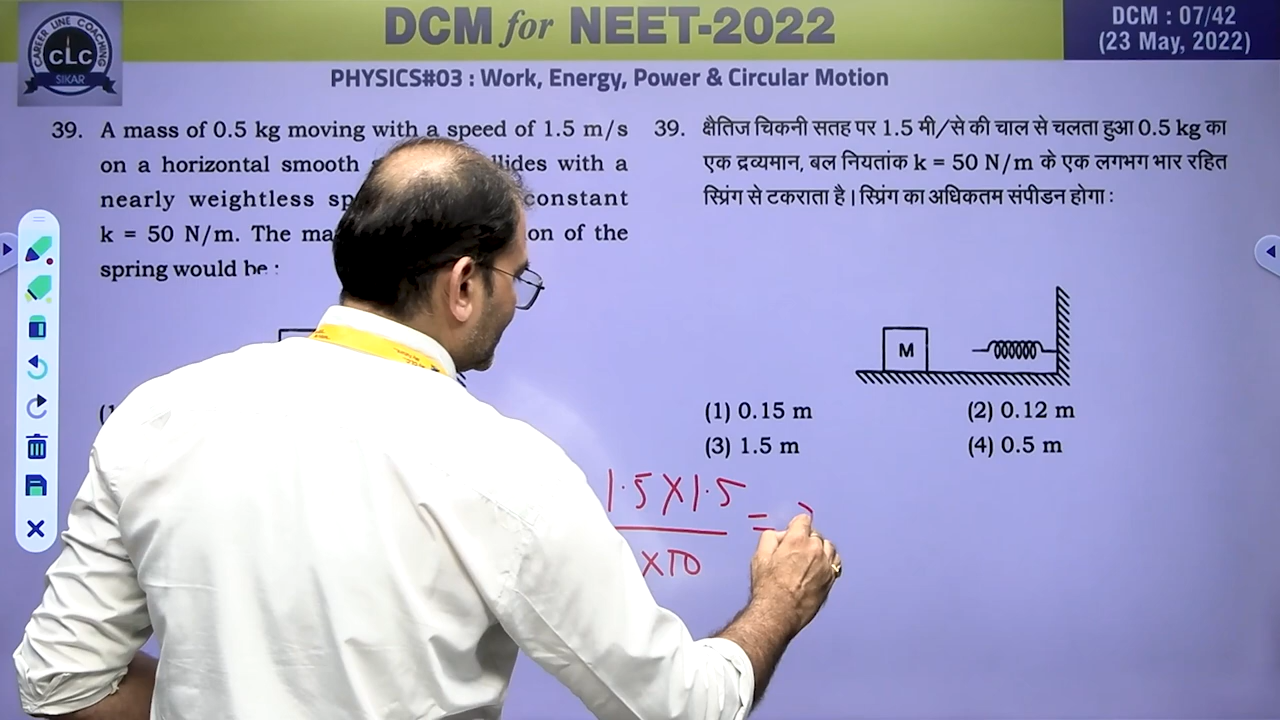 DCM for NEET-2022
DCM : 07/42
(23 May, 2022)
CAREER LINE COACHING
CLC
SIKAR
PHYSICS#03 : Work, Energy, Power & Circular Motion
39. A mass of 0.5 kg moving with a speed of 1.5 m/s
on a horizontal smooth with a
nearly weightless constant
k = 50 N/m. The of the
spring would be :
39. क्षैतिज चिकनी सतह पर 1.5 मी/से की चाल से चलता हुआ 0.5 kg का
एक द्रव्यमान, बल नियतांक k = 50 N/m के एक लगभग भार रहित
स्प्रिंग से टकराता है। स्प्रिंग का अधिकतम संपीडन होगा :
M
(1) 0.15 m (2) 0.12 m
(3) 1.5 m (4) 0.5 m
1.5 X 1.5 =
X 10